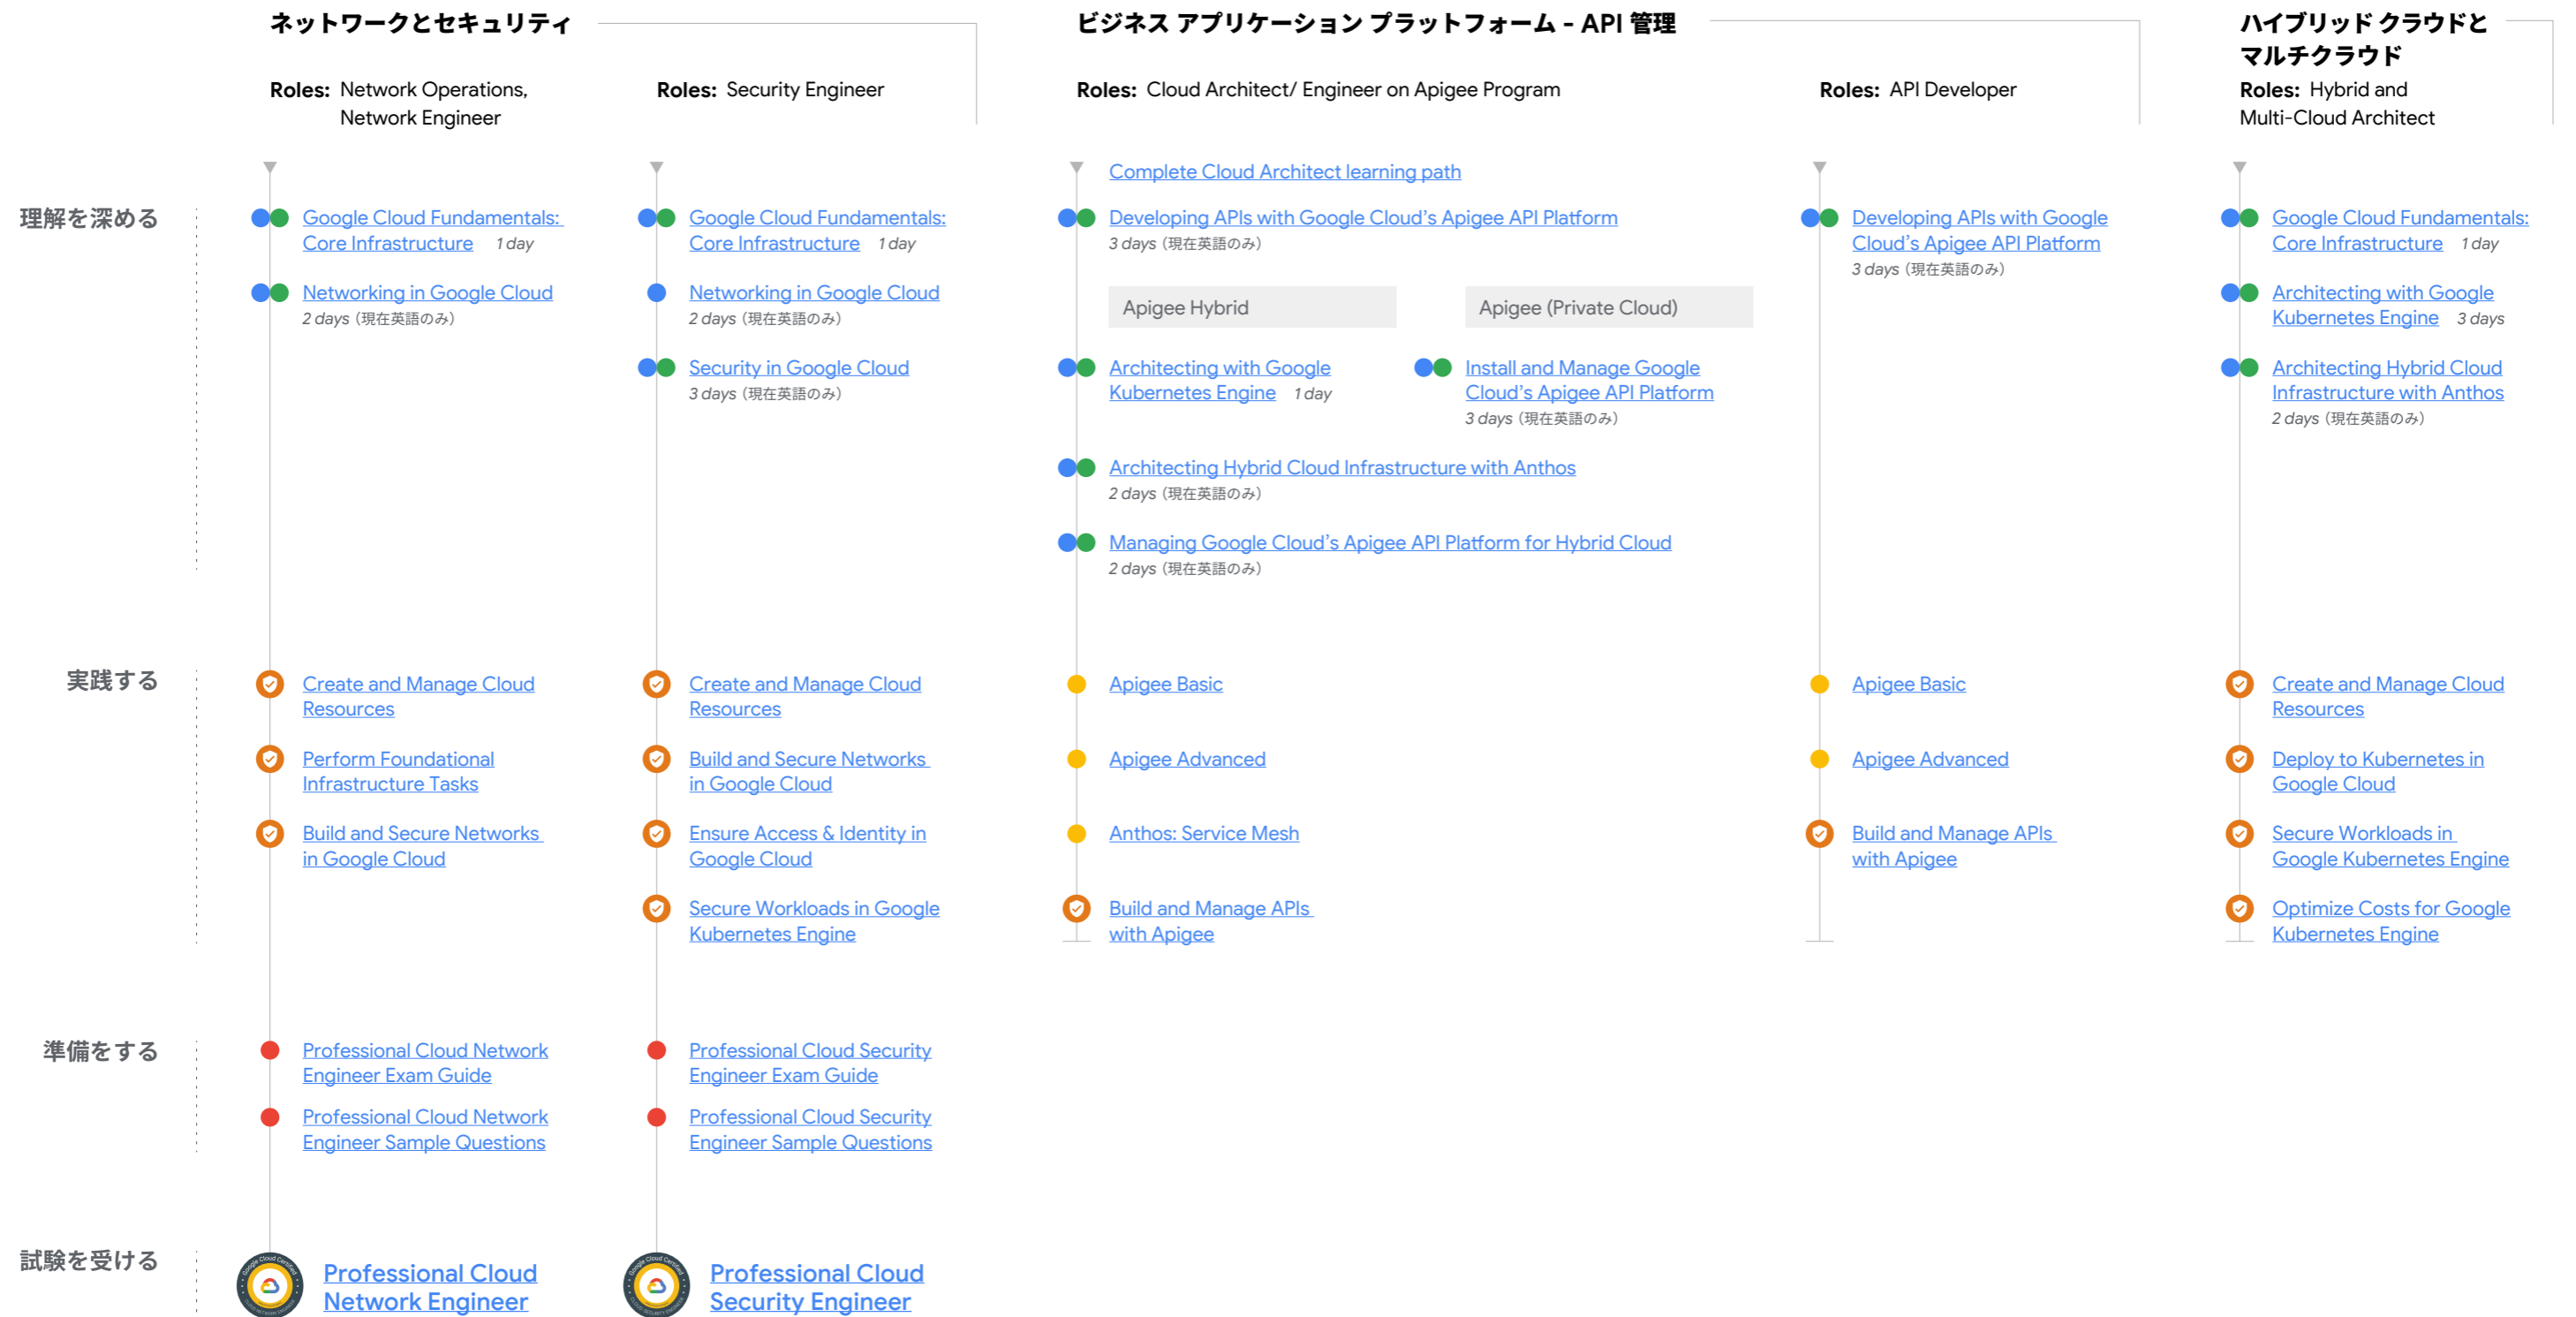 ネットワークとセキュリティ
Roles: Network Operations,
Network Engineer
Roles: Security Engineer
ビジネス アプリケーション プラットフォーム - API 管理
Roles: Cloud Architect/ Engineer on Apigee Program
Roles: API Developer
ハイブリッド クラウドと
マルチクラウド
Roles: Hybrid and
Multi-Cloud Architect
理解を深める
Google Cloud Fundamentals:
Core Infrastructure 1 day
Networking in Google Cloud
2 days (現在英語のみ)
Google Cloud Fundamentals:
Core Infrastructure 1 day
Networking in Google Cloud
2 days (現在英語のみ)
Security in Google Cloud
3 days (現在英語のみ)
Complete Cloud Architect learning path
Developing APIs with Google Cloud’s Apigee API Platform
3 days (現在英語のみ)
Apigee Hybrid
Architecting with Google
Kubernetes Engine 1 day
Apigee (Private Cloud)
Install and Manage Google
Cloud’s Apigee API Platform
3 days (現在英語のみ)
Architecting Hybrid Cloud Infrastructure with Anthos
2 days (現在英語のみ)
Managing Google Cloud’s Apigee API Platform for Hybrid Cloud
2 days (現在英語のみ)
Developing APIs with Google
Cloud’s Apigee API Platform
3 days (現在英語のみ)
Google Cloud Fundamentals:
Core Infrastructure 1 day
Architecting with Google
Kubernetes Engine 3 days
Architecting Hybrid Cloud
Infrastructure with Anthos
2 days (現在英語のみ)
実践する
Create and Manage Cloud
Resources
Perform Foundational
Infrastructure Tasks
Build and Secure Networks
in Google Cloud
Create and Manage Cloud
Resources
Build and Secure Networks
in Google Cloud
Ensure Access & Identity in
Google Cloud
Secure Workloads in Google
Kubernetes Engine
Apigee Basic
Apigee Advanced
Anthos: Service Mesh
Build and Manage APIs
with Apigee
Apigee Basic
Apigee Advanced
Build and Manage APIs
with Apigee
Create and Manage Cloud
Resources
Deploy to Kubernetes in
Google Cloud
Secure Workloads in
Google Kubernetes Engine
Optimize Costs for Google
Kubernetes Engine
準備をする
Professional Cloud Network
Engineer Exam Guide
Professional Cloud Network
Engineer Sample Questions
Professional Cloud Security
Engineer Exam Guide
Professional Cloud Security
Engineer Sample Questions
試験を受ける
Google Cloud Certified
CLOUD NETWORK ENGINEER
Professional Cloud
Network Engineer
Google Cloud Certified
CLOUD SECURITY ENGINEER
Professional Cloud
Security Engineer